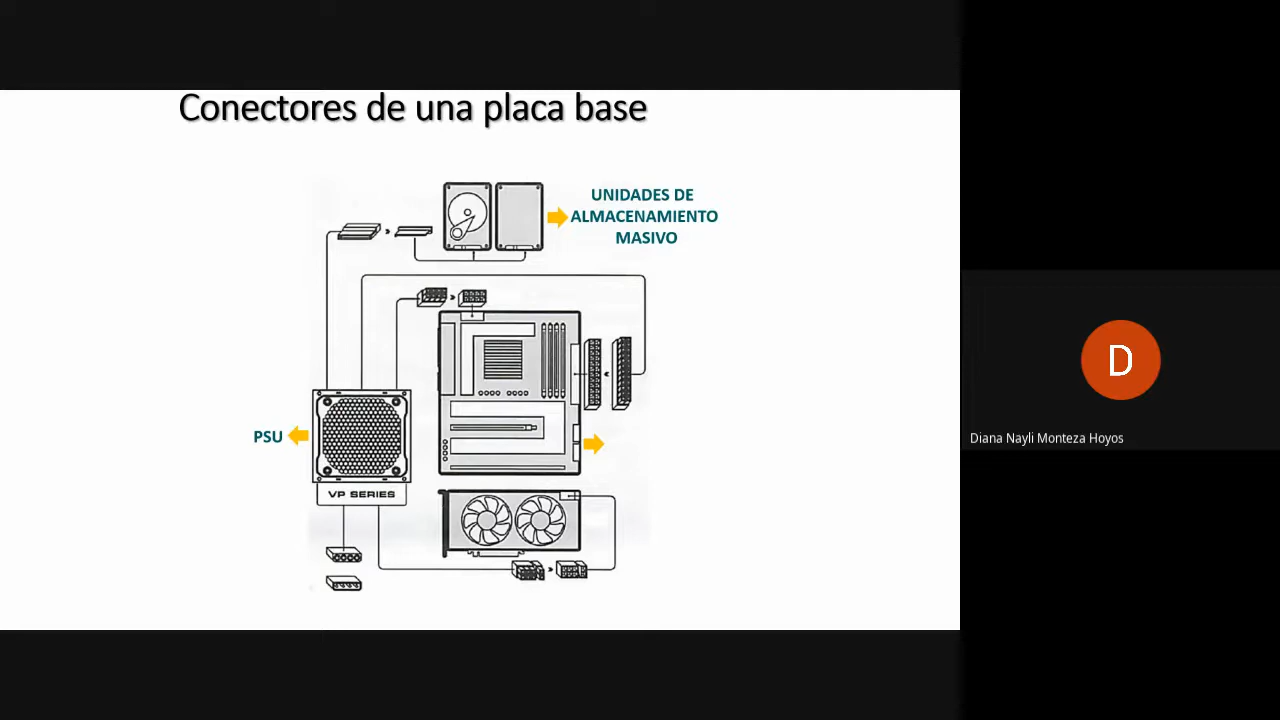 Conectores de una placa base
UNIDADES DE
ALMACENAMIENTO
MASIVO
PSU
VP SERIES
D
Diana Nayli Monteza Hoyos